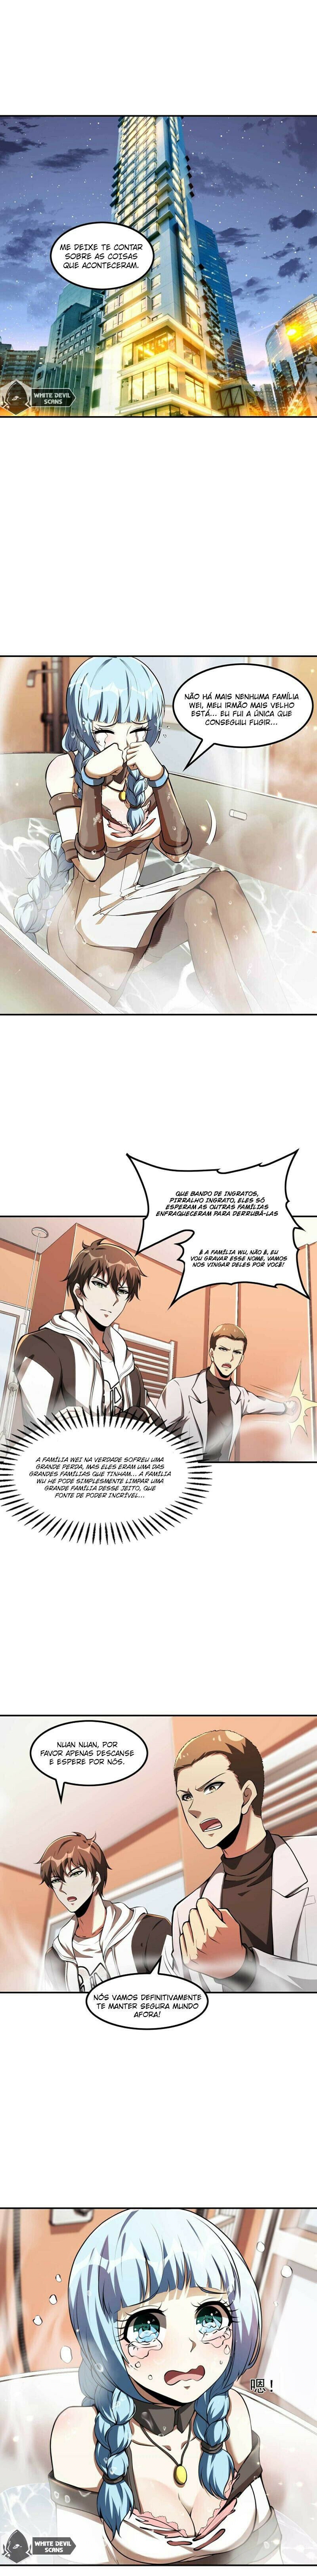 ME DEIXE TE CONTAR
SOBRE AS COISAS
QUE ACONTECERAM.
WHITE DEVIL
SCANS
NÃO HÁ MAIS NENHUMA FAMÍLIA
WEI, MEU IRMÃO MAIS VELHO
ESTÁ... EU FUI A ÚNICA QUE
CONSEGUIU FUGIR...
QUE BANDO DE INGRATOS,
PIRRALHO INGRATO, ELES SÓ
ESPERAM AS OUTRAS FAMÍLIAS
ENFRAQUECERAM PARA DERRUBÁ-LAS
É A FAMÍLIA WU, NÃO É, EU
VOU GRAVAR ESSE NOME, VAMOS
NOS VINGAR DELES POR VOCÊ!
A FAMÍLIA WEI NA VERDADE SOFREU UMA
GRANDE PERDA, MAS ELES ERAM UMA DAS
GRANDES FAMÍLIAS QUE TINHAM... A FAMÍLIA
WU HE PODE SIMPLESMENTE LIMPAR UMA
GRANDE FAMÍLIA DESSE JEITO, QUE
FONTE DE PODER INCRÍVEL...
NUAN NUAN, POR
FAVOR APENAS DESCANSE
E ESPERE POR NÓS.
NÓS VAMOS DEFINITIVAMENTE
TE MANTER SEGURA MUNDO
AFORA!
嗯！
WHITE DEVIL
SCANS